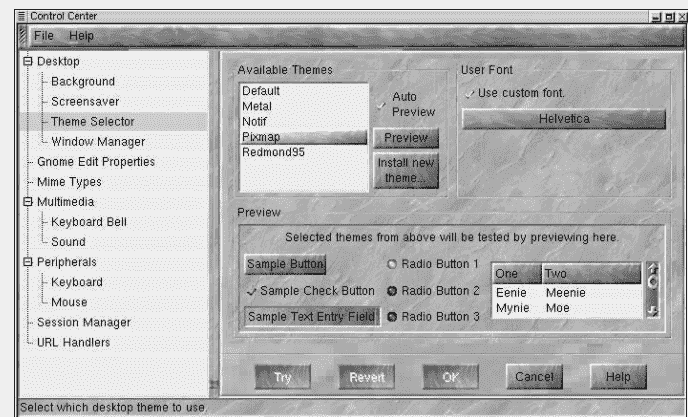 Control Center
File Help
Desktop
Background
Screensaver
Theme Selector
Window Manager
Gnome Edit Properties
Mime Types
Multimedia
Keyboard Bell
Sound
Peripherals
Keyboard
Mouse
Session Manager
URL Handlers
Available Themes
Default
Metal
Notif
Pixmap
Redmond95
Auto
Preview
Preview
Install new
theme...
User Font
Use custom font.
Helvetica
Preview
Selected themes from above will be tested by previewing here.
Sample Button
Sample Check Button
Sample Text Entry Field
Radio Button 1
Radio Button 2
Radio Button 3
One Two
Eenie Meenie
Mynie Moe
Try Revert OK Cancel Help
Select which desktop theme to use.